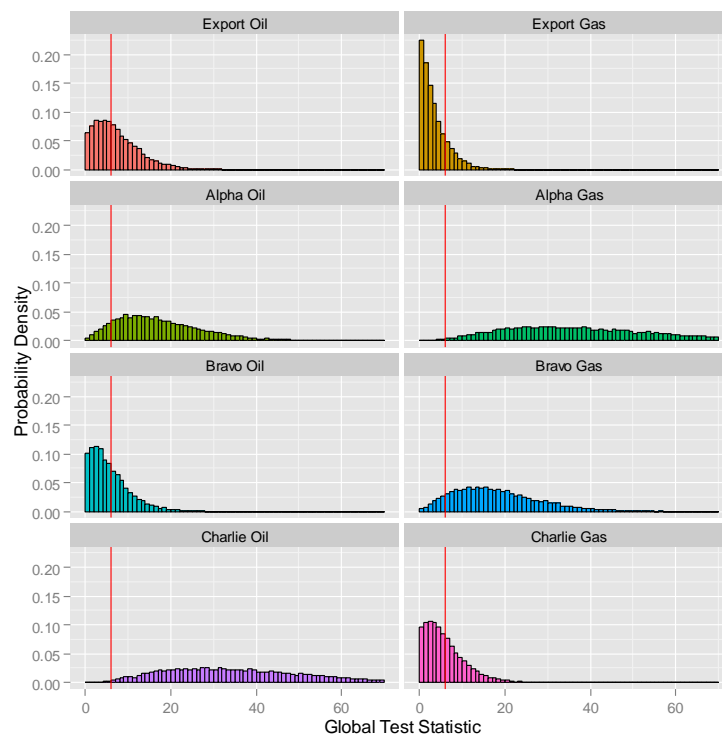 Export Oil
Export Gas
0.20
0.15
0.10
0.05
0.00
Alpha Oil
Alpha Gas
0.20
0.15
0.10
0.05
0.00
Bravo Oil
Bravo Gas
0.20
0.15
0.10
0.05
0.00
Charlie Oil
Charlie Gas
0.20
0.15
0.10
0.05
0.00
Probability Density
0 20 40 60 0 20 40 60
Global Test Statistic